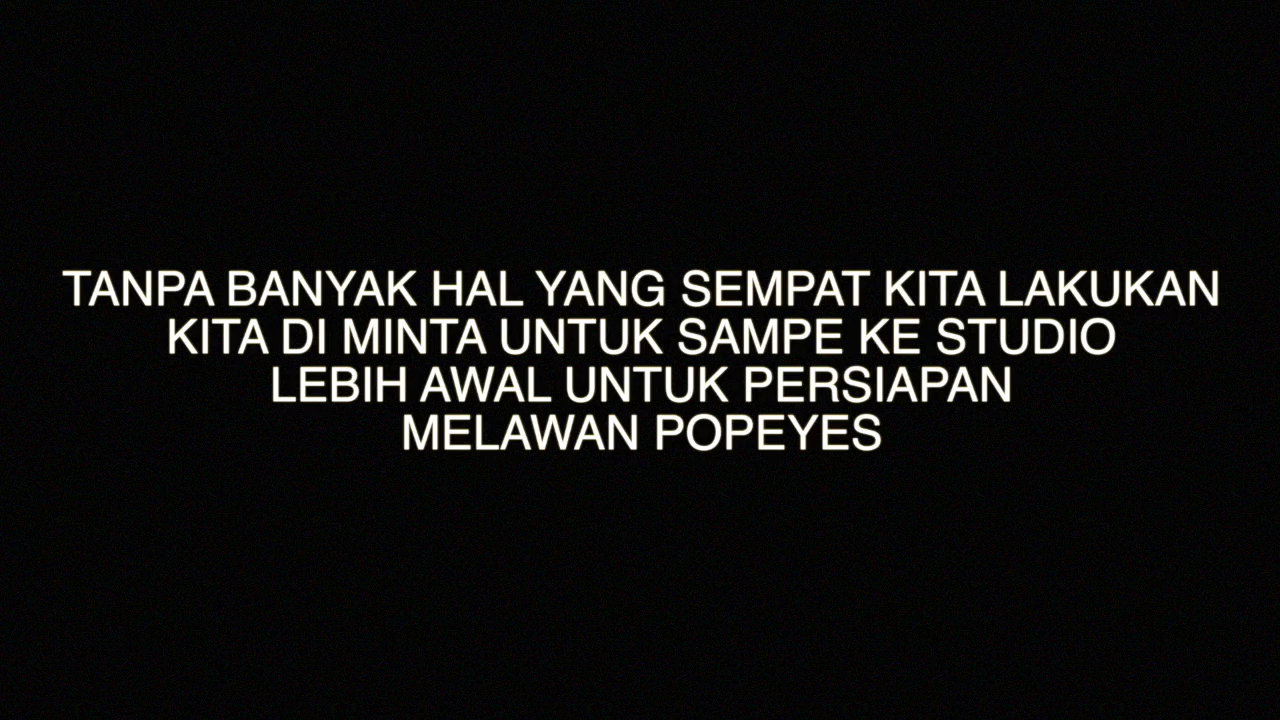 TANPA BANYAK HAL YANG SEMPAT KITA LAKUKAN
KITA DI MINTA UNTUK SAMPE KE STUDIO
LEBIH AWAL UNTUK PERSIAPAN
MELAWAN POPEYES